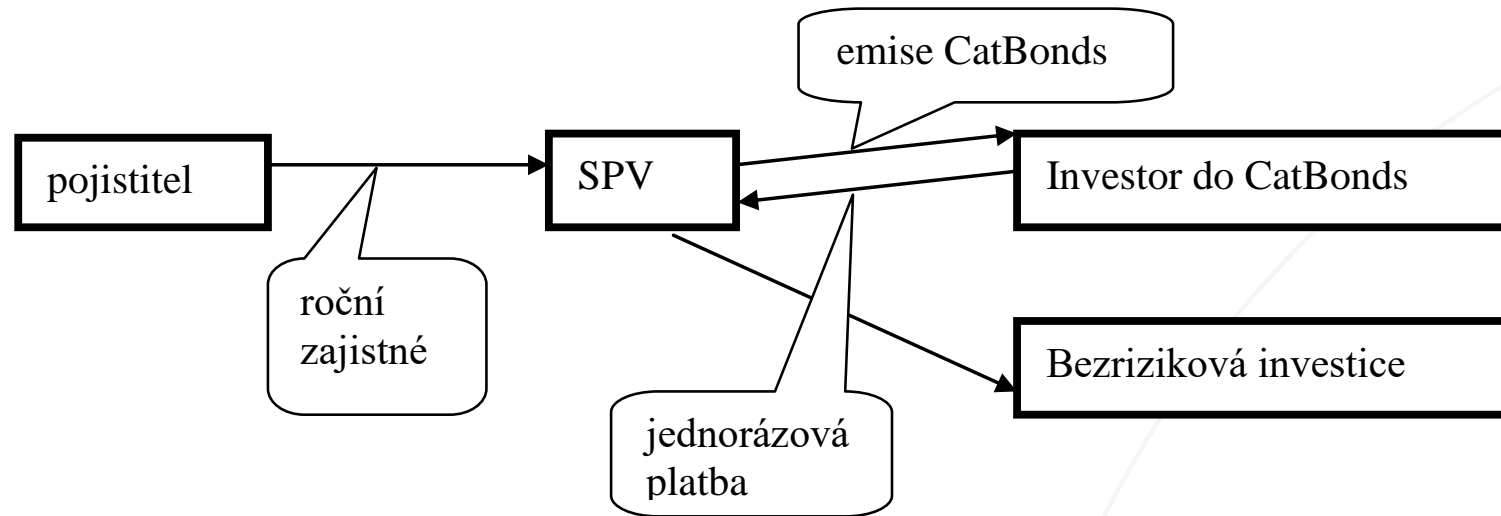 emise CatBonds
pojistitel
SPV
Investor do CatBonds
roční
zajistné
Bezriziková investice
jednorázová
platba